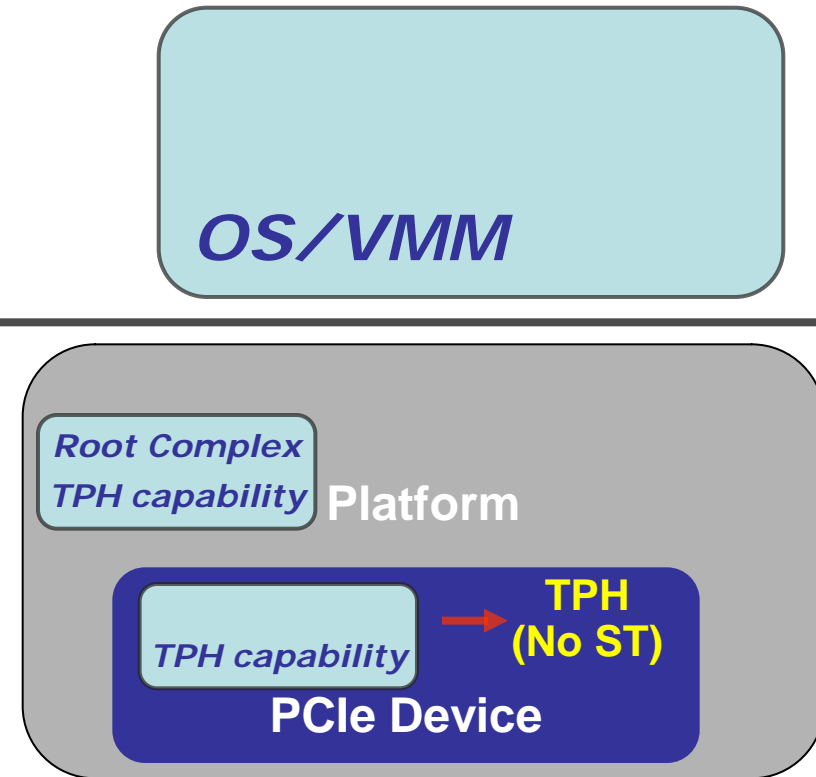 OS/VMM
Root Complex
TPH capability
Platform
TPH
(No ST)
TPH capability
PCIe Device